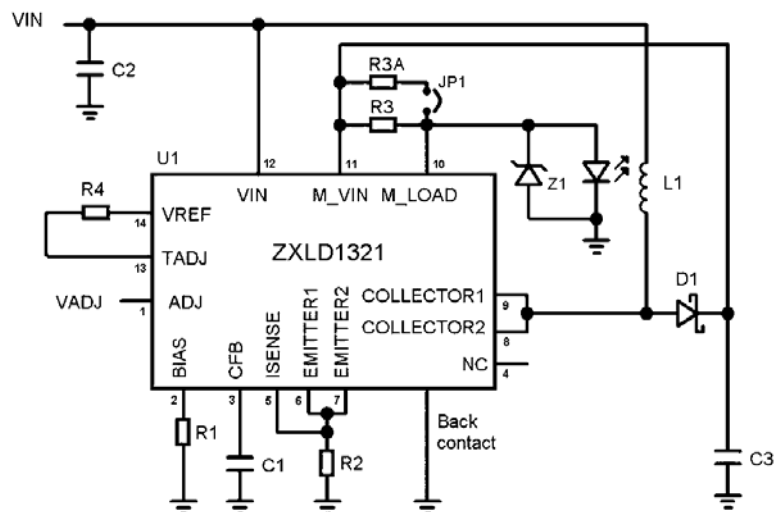 VIN
C2
R3A
JP1
R3
U1
12
11
10
Z1
L1
R4
VIN
M_VIN
M_LOAD
14
VREF
ZXLD1321
13
TADJ
D1
VADJ
1
ADJ
COLLECTOR1
9
COLLECTOR2
8
BIAS
CFB
ISENSE
EMITTER1
EMITTER2
NC
4
2
3
5
6
7
Back
contact
R1
C1
R2
C3